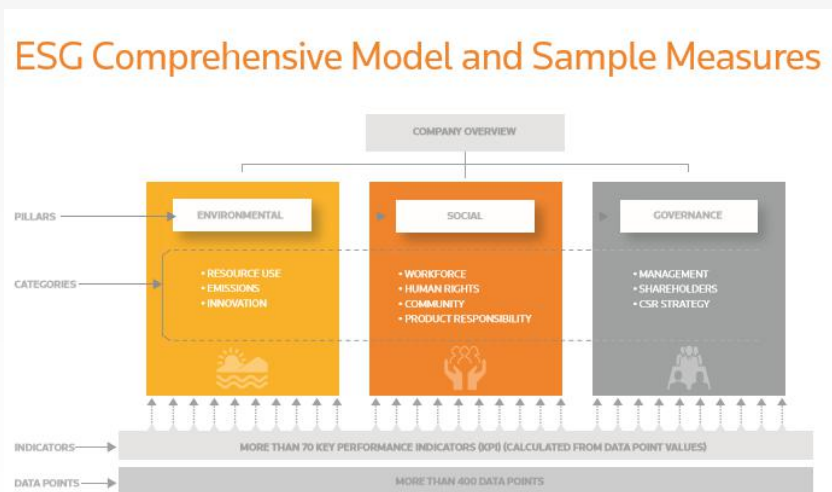 ESG Comprehensive Model and Sample Measures
COMPANY OVERVIEW
PILLARS
ENVIRONMENTAL
SOCIAL
GOVERNANCE
CATEGORIES
• RESOURCE USE
• EMISSIONS
• INNOVATION
• WORKFORCE
• HUMAN RIGHTS
• COMMUNITY
• PRODUCT RESPONSIBILITY
• MANAGEMENT
• SHAREHOLDERS
• CSR STRATEGY
INDICATORS
MORE THAN 70 KEY PERFORMANCE INDICATORS (KPI) (CALCULATED FROM DATA POINT VALUES)
DATA POINTS
MORE THAN 400 DATA POINTS